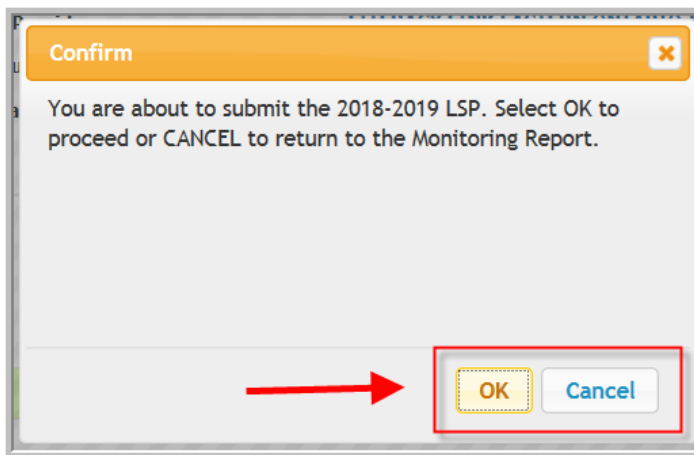 Confirm
You are about to submit the 2018-2019 LSP. Select OK to
proceed or CANCEL to return to the Monitoring Report.
OK Cancel